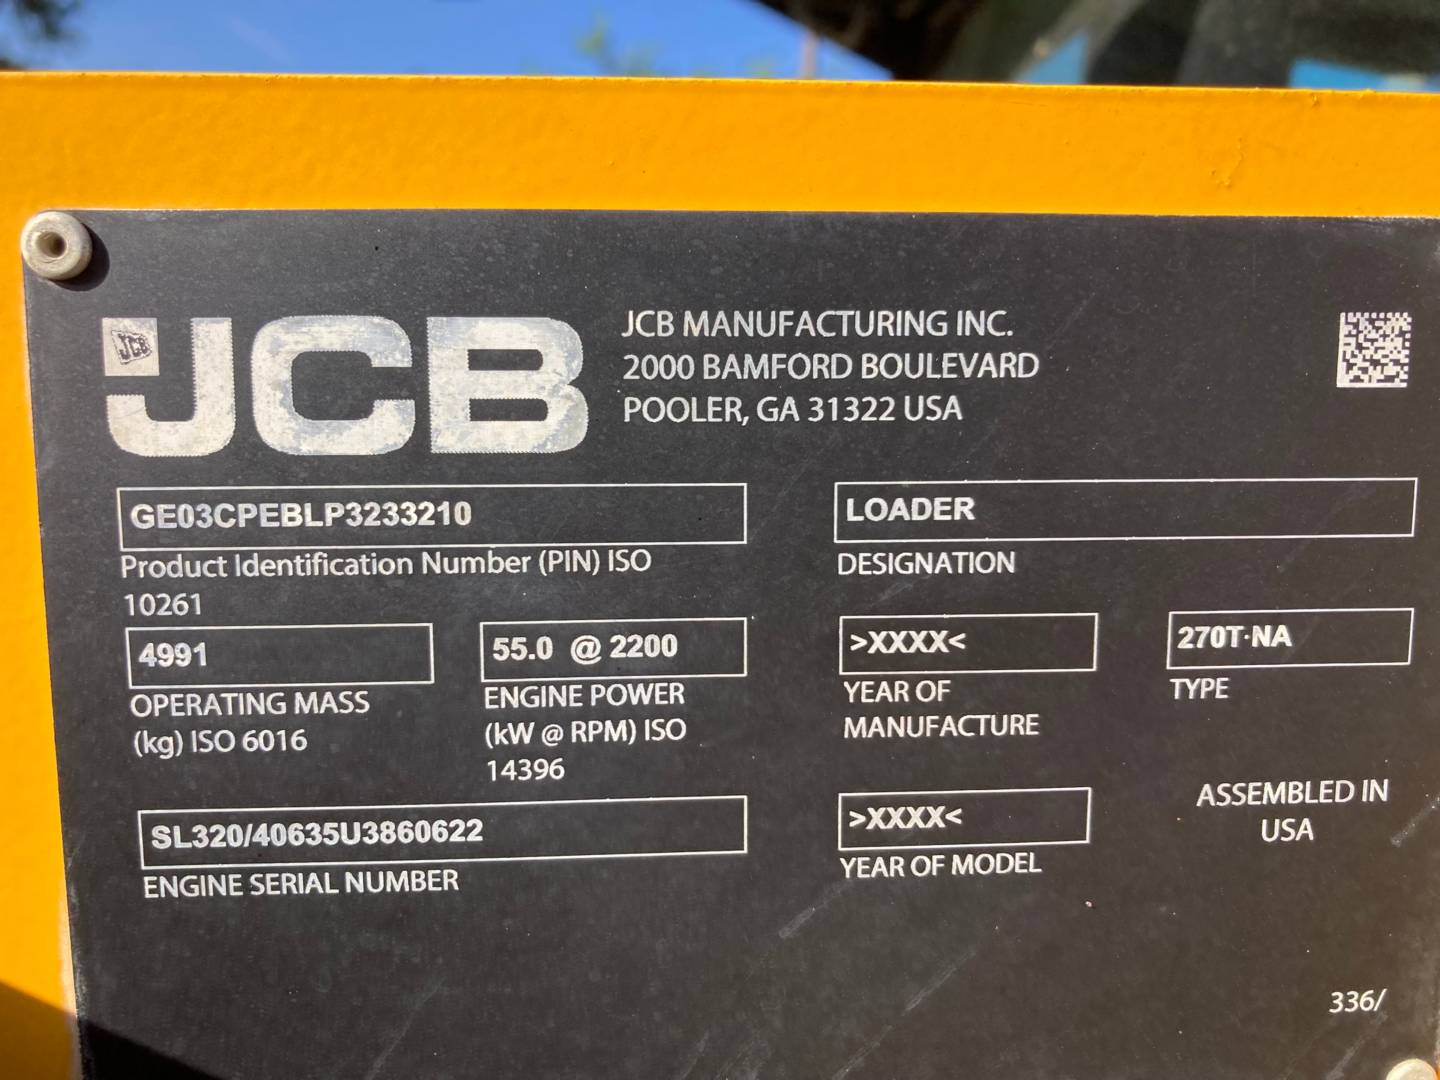 JCB
JCB
JCB MANUFACTURING INC.
2000 BAMFORD BOULEVARD
POOLER, GA 31322 USA
GE03CPEBLP3233210
Product Identification Number (PIN) ISO
10261
LOADER
DESIGNATION
4991
OPERATING MASS
(kg) ISO 6016
55.0 @ 2200
ENGINE POWER
(kW @ RPM) ISO
14396
>XXXX<
YEAR OF
MANUFACTURE
270T-NA
TYPE
SL320/40635U3860622
ENGINE SERIAL NUMBER
>XXXX<
YEAR OF MODEL
ASSEMBLED IN
USA
336/